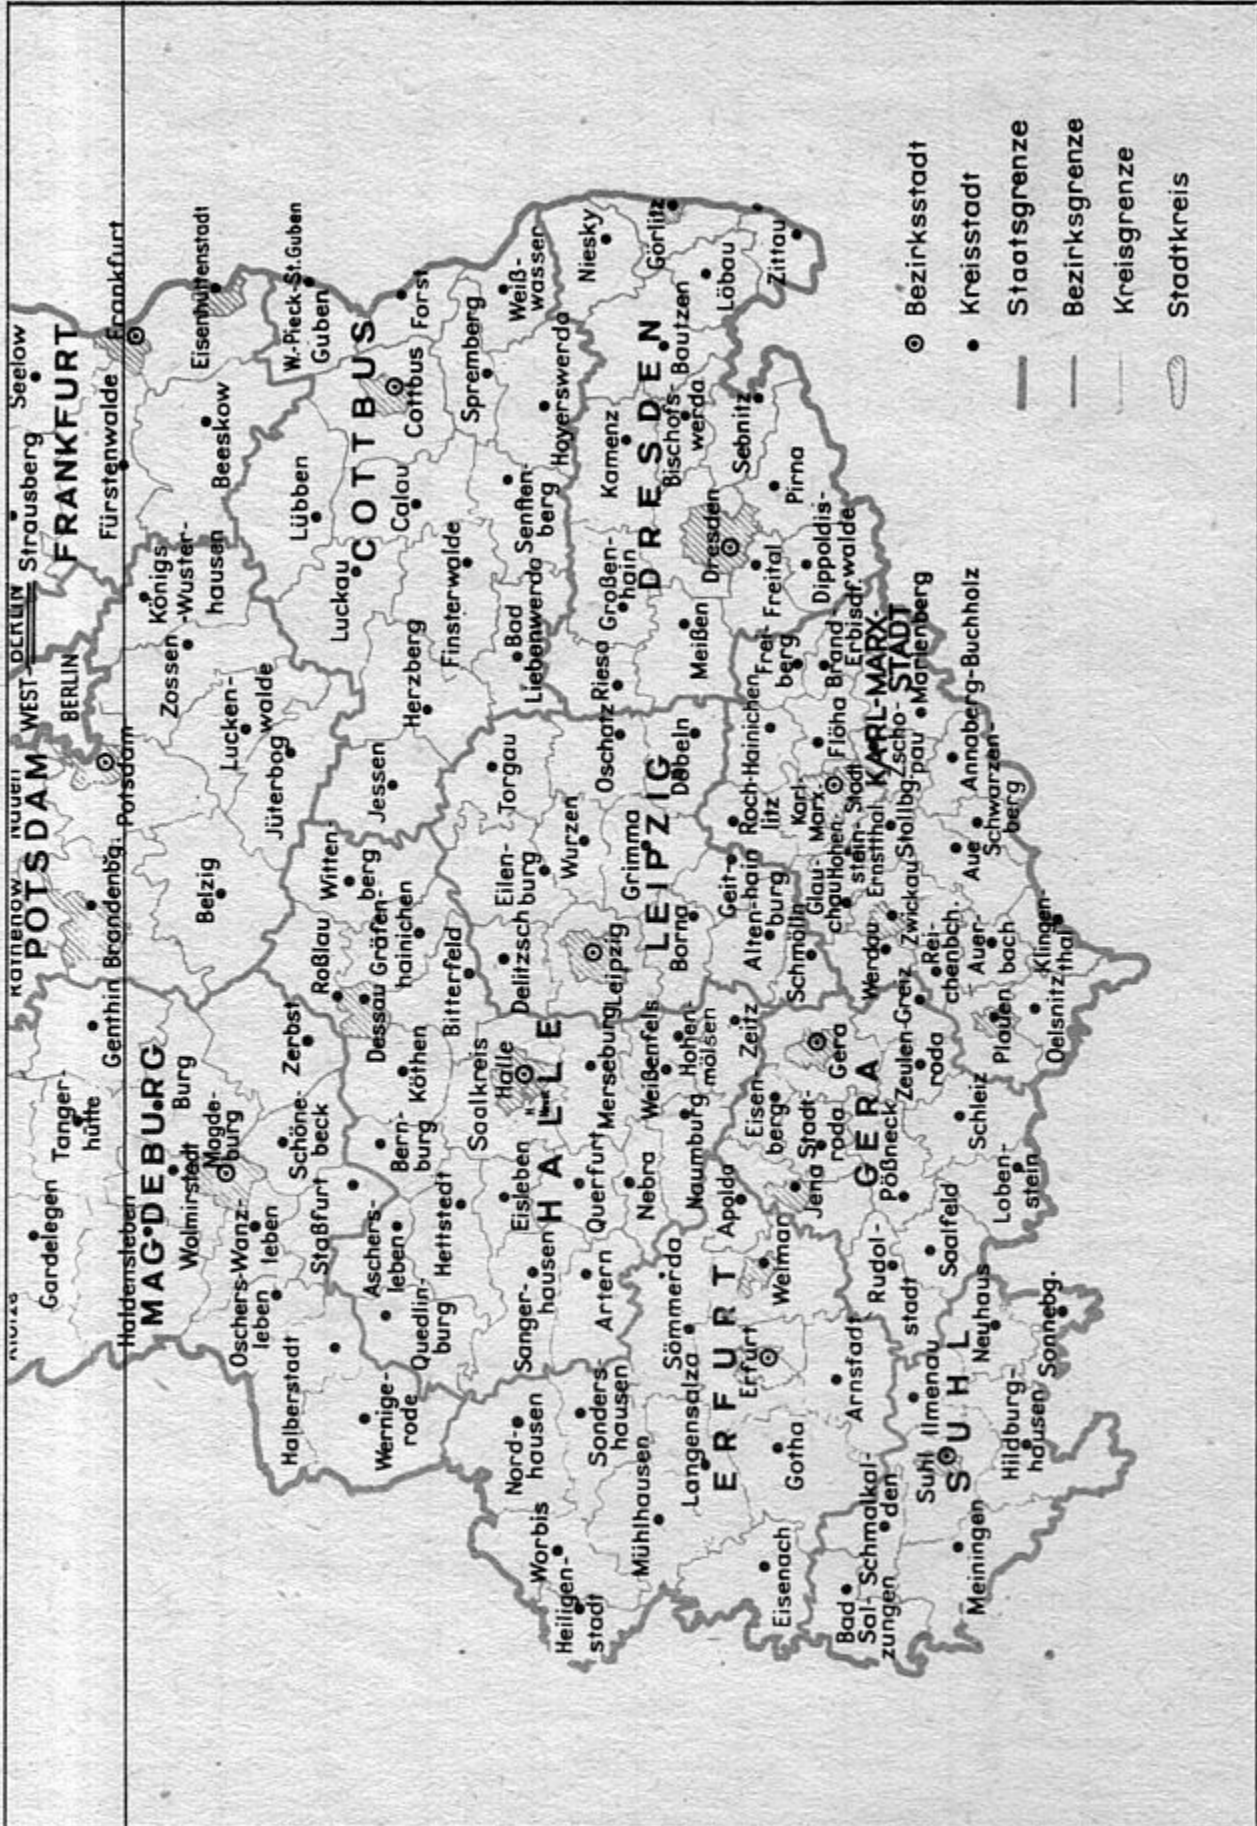 Seelow
Strausberg
FRANKFURT
Fürstenwalde
Frankfurt
WEST-BERLIN
BERLIN
POTSDAM
Potsdam
Rathenow
Nauen
Brandenbg.
Genthin
Tanger-
hütte
Gardelegen
Haldensleben
MAGDEBURG
Burg
Wolmirstedt
Magde-
burg
Königs-
Wuster-
hausen
Zossen
Beeskow
Eisenhüttenstadt
Lucken-
walde
Jüterbog
Belzig
Zerbst
Schöne-
beck
Wanz-
leben
Oschers-
leben
Staßfurt
Halberstadt
Wernige-
rode
W.-Pieck-St.Guben
Guben
Lübben
COTTBUS
Cottbus
Forst
Calau
Luckau
Finsterwalde
Herzberg
Jessen
Spremberg
Weiß-
wasser
Hoyerswerda
Senften-
berg
Bad
Liebenwerda
Witten-
berg
Roßlau
Dessau
Gräfen-
hainichen
Bitterfeld
Köthen
Bern-
burg
Aschers-
leben
Hettstedt
Quedlin-
burg
Saalkreis
Halle
HALLE
Eisleben
Sanger-
hausen
Artern
Querfurt
Merseburg
Nebra
Weißenfels
Naumburg
Hohen-
mölsen
Zeitz
Torgau
Eilen-
burg
Delitzsch
Wurzen
Oschatz
Grimma
Leipzig
LEIPZIG
Döbeln
Borna
Geit-
hain
Alten-
burg
Schmölln
Niesky
Görlitz
Löbau
Zittau
Bautzen
DRESDEN
Kamenz
Bischofs-
werda
Sebnitz
Pirna
Dresden
Großen-
hain
Riesa
Meißen
Freital
Dippoldis-
walde
Frei-
berg
Brand-
Erbisdf.
Hainichen
Flöha
KARL-MARX-
STADT
Marienberg
Zscho-
pau
Annaberg-Buchholz
Roch-
litz
Karl-
Marx-
Stadt
Hohen-
stein-
Ernstthal
Glau-
chau
Stollbg.
Schwarzen-
berg
Aue
Zwickau
Werdau
Rei-
chenbch.
Auer-
bach
Klingen-
thal
Plauen
Oelsnitz
Greiz
Zeulen-
roda
Gera
GERA
Eisen-
berg
Stadt-
roda
Jena
Pößneck
Schleiz
Loben-
stein
Saalfeld
Rudol-
stadt
Nord-
hausen
Worbis
Heiligen-
stadt
Sonders-
hausen
Mühlhausen
Sömmerda
Langensalza
ERFURT
Erfurt
Apolda
Weimar
Gotha
Eisenach
Arnstadt
Bad
Sal-
zungen
Schmalkal-
den
Suhl
Ilmenau
SUHL
Meiningen
Hildburg-
hausen
Neuhaus
Sonnebg.
Bezirksstadt
Kreisstadt
Staatsgrenze
Bezirksgrenze
Kreisgrenze
Stadtkreis